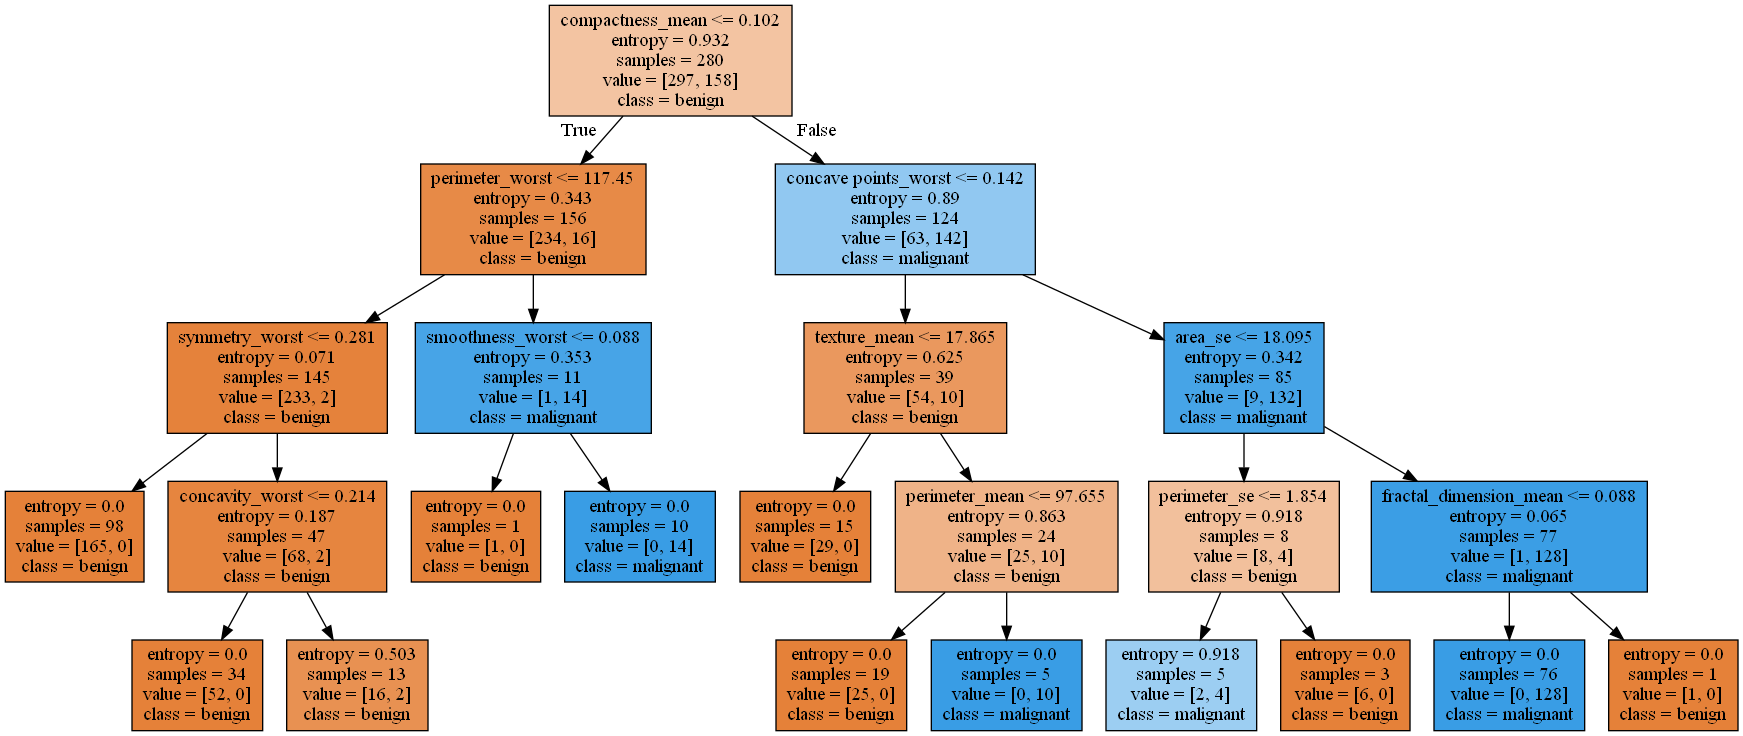 compactness_mean <= 0.102
entropy = 0.932
samples = 280
value = [297, 158]
class = benign
True
False
perimeter_worst <= 117.45
entropy = 0.343
samples = 156
value = [234, 16]
class = benign
concave points_worst <= 0.142
entropy = 0.89
samples = 124
value = [63, 142]
class = malignant
symmetry_worst <= 0.281
entropy = 0.071
samples = 145
value = [233, 2]
class = benign
smoothness_worst <= 0.088
entropy = 0.353
samples = 11
value = [1, 14]
class = malignant
texture_mean <= 17.865
entropy = 0.625
samples = 39
value = [54, 10]
class = benign
area_se <= 18.095
entropy = 0.342
samples = 85
value = [9, 132]
class = malignant
entropy = 0.0
samples = 98
value = [165, 0]
class = benign
concavity_worst <= 0.214
entropy = 0.187
samples = 47
value = [68, 2]
class = benign
entropy = 0.0
samples = 1
value = [1, 0]
class = benign
entropy = 0.0
samples = 10
value = [0, 14]
class = malignant
entropy = 0.0
samples = 15
value = [29, 0]
class = benign
perimeter_mean <= 97.655
entropy = 0.863
samples = 24
value = [25, 10]
class = benign
perimeter_se <= 1.854
entropy = 0.918
samples = 8
value = [8, 4]
class = benign
fractal_dimension_mean <= 0.088
entropy = 0.065
samples = 77
value = [1, 128]
class = malignant
entropy = 0.0
samples = 34
value = [52, 0]
class = benign
entropy = 0.503
samples = 13
value = [16, 2]
class = benign
entropy = 0.0
samples = 19
value = [25, 0]
class = benign
entropy = 0.0
samples = 5
value = [0, 10]
class = malignant
entropy = 0.918
samples = 5
value = [2, 4]
class = malignant
entropy = 0.0
samples = 3
value = [6, 0]
class = benign
entropy = 0.0
samples = 76
value = [0, 128]
class = malignant
entropy = 0.0
samples = 1
value = [1, 0]
class = benign